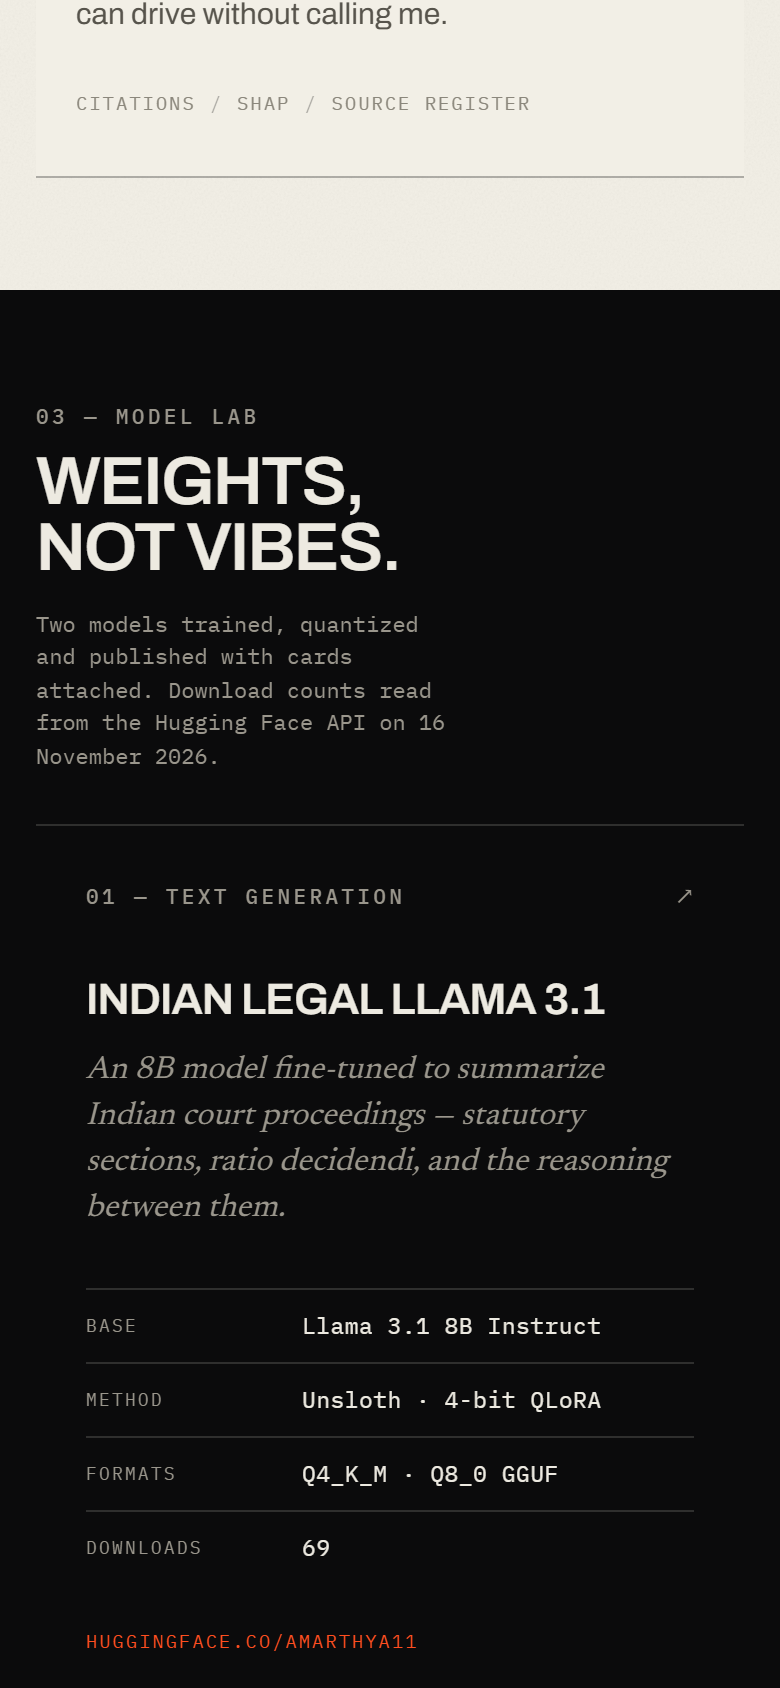 can drive without calling me.
CITATIONS / SHAP / SOURCE REGISTER
03 — MODEL LAB
WEIGHTS,
NOT VIBES.
Two models trained, quantized
and published with cards
attached. Download counts read
from the Hugging Face API on 16
November 2026.
01 — TEXT GENERATION ↗
INDIAN LEGAL LLAMA 3.1
An 8B model fine-tuned to summarize
Indian court proceedings — statutory
sections, ratio decidendi, and the reasoning
between them.
BASE Llama 3.1 8B Instruct
METHOD Unsloth · 4-bit QLoRA
FORMATS Q4_K_M · Q8_0 GGUF
DOWNLOADS 69
HUGGINGFACE.CO/AMARTHYA11